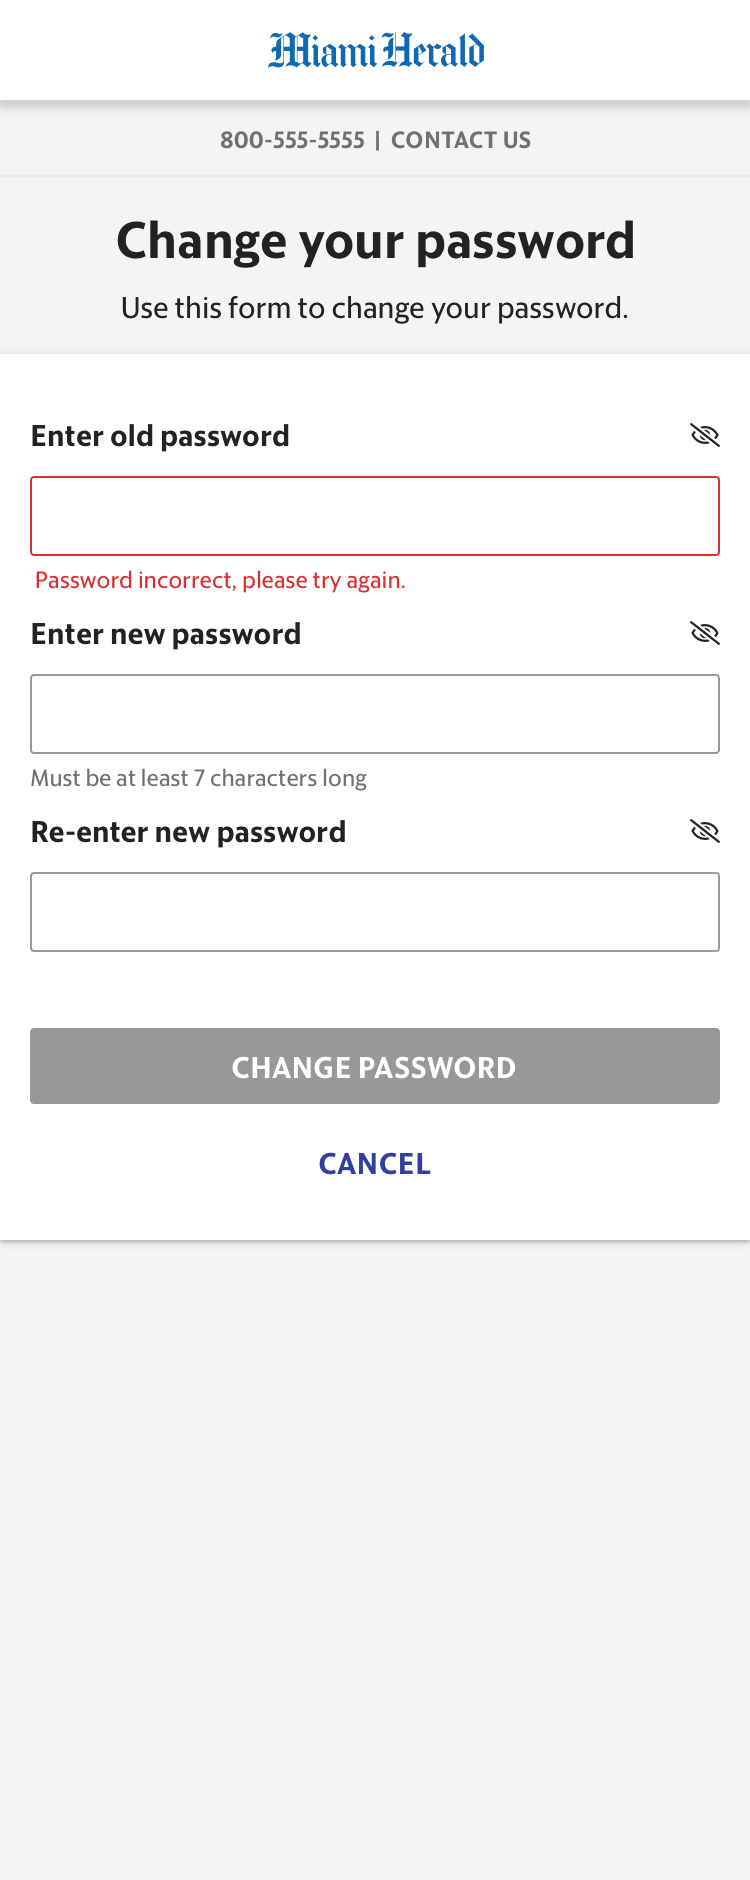 Miami Herald
800-555-5555 | CONTACT US
Change your password
Use this form to change your password.
Enter old password
Password incorrect, please try again.
Enter new password
Must be at least 7 characters long
Re-enter new password
CHANGE PASSWORD
CANCEL